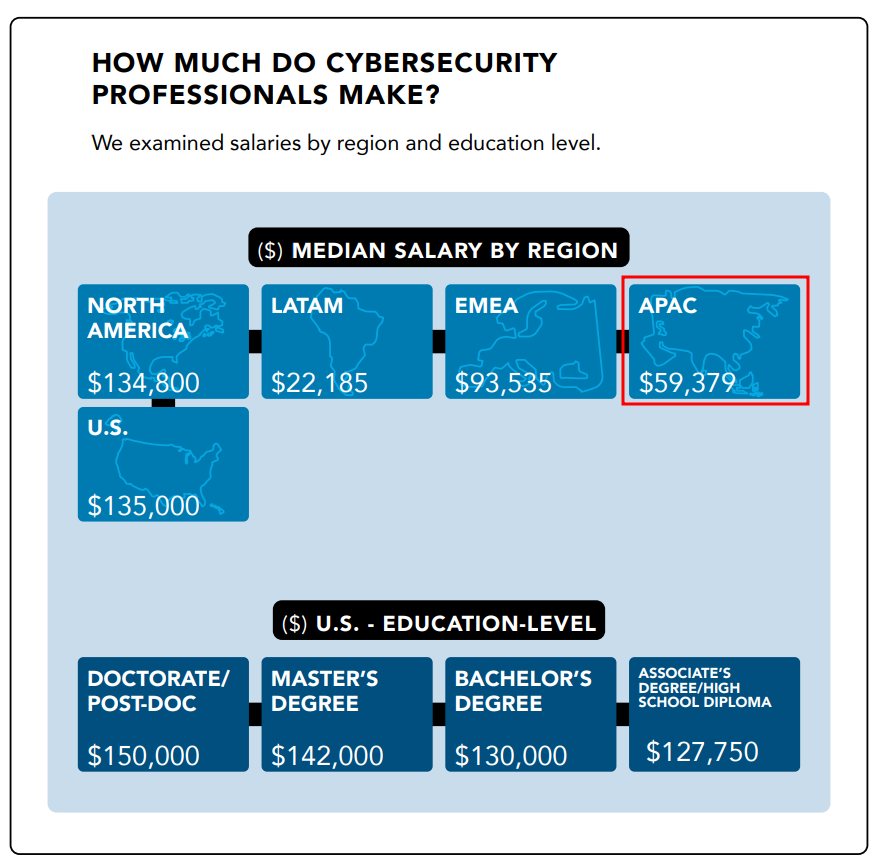 HOW MUCH DO CYBERSECURITY
PROFESSIONALS MAKE?
We examined salaries by region and education level.
($) MEDIAN SALARY BY REGION
NORTH
AMERICA
$134,800
LATAM
$22,185
EMEA
$93,535
APAC
$59,379
U.S.
$135,000
($) U.S. - EDUCATION-LEVEL
DOCTORATE/
POST-DOC
$150,000
MASTER'S
DEGREE
$142,000
BACHELOR'S
DEGREE
$130,000
ASSOCIATE'S
DEGREE/HIGH
SCHOOL DIPLOMA
$127,750